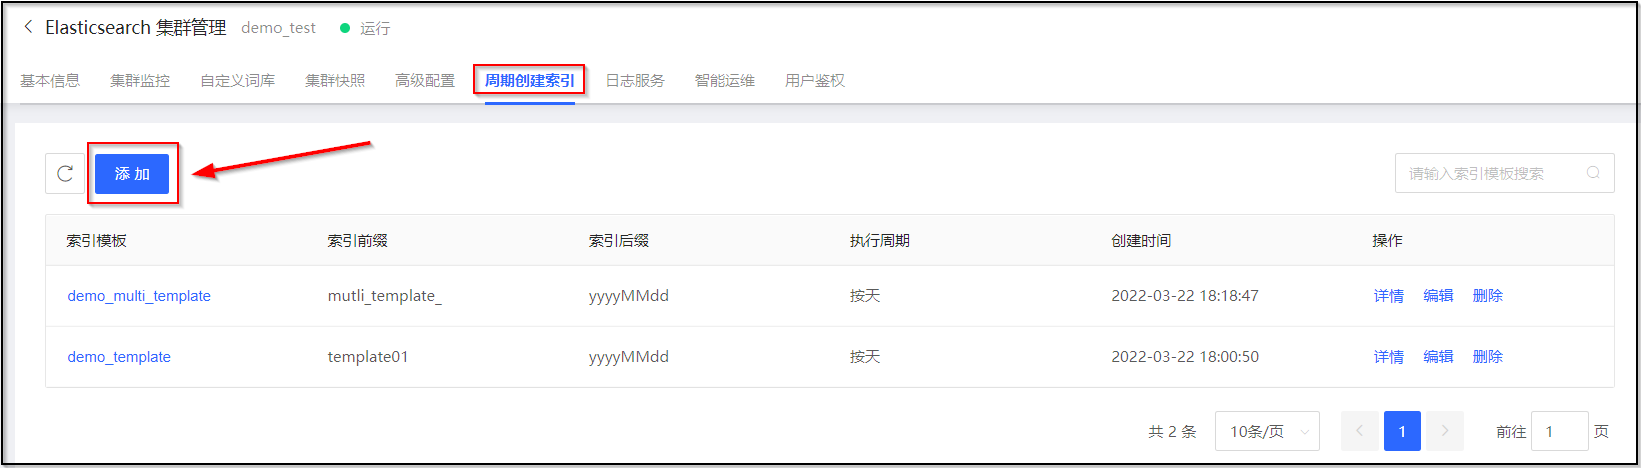 Elasticsearch 集群管理 demo_test 运行
基本信息 集群监控 自定义词库 集群快照 高级配置 周期创建索引 日志服务 智能运维 用户鉴权
添 加 请输入索引模板搜索
索引模板 索引前缀 索引后缀 执行周期 创建时间 操作
demo_multi_template mutli_template_ yyyyMMdd 按天 2022-03-22 18:18:47 详情 编辑 删除
demo_template template01 yyyyMMdd 按天 2022-03-22 18:00:50 详情 编辑 删除
共 2 条 10条/页 1 前往 1 页